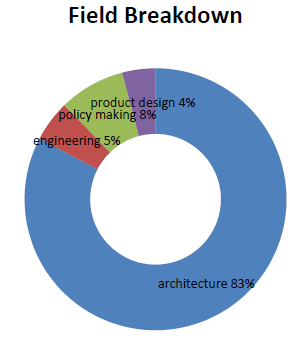 Field Breakdown
product design 4%
policy making 8%
engineering 5%
architecture 83%